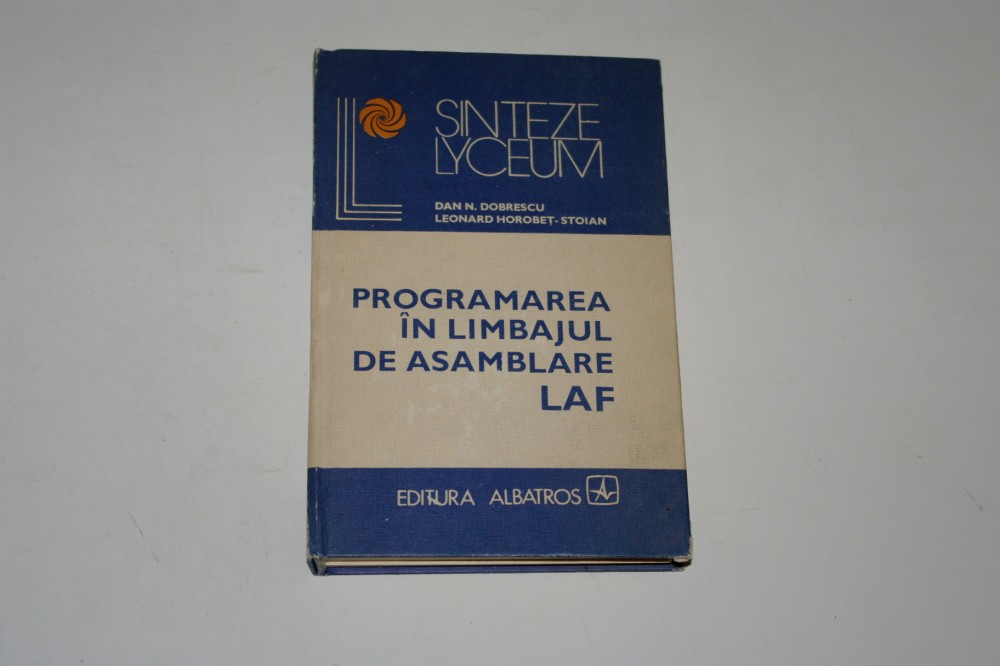 SINTEZE
LYCEUM
DAN N. DOBRESCU
LEONARD HOROBEȚ-STOIAN
PROGRAMAREA
ÎN LIMBAJUL
DE ASAMBLARE
LAF
EDITURA ALBATROS